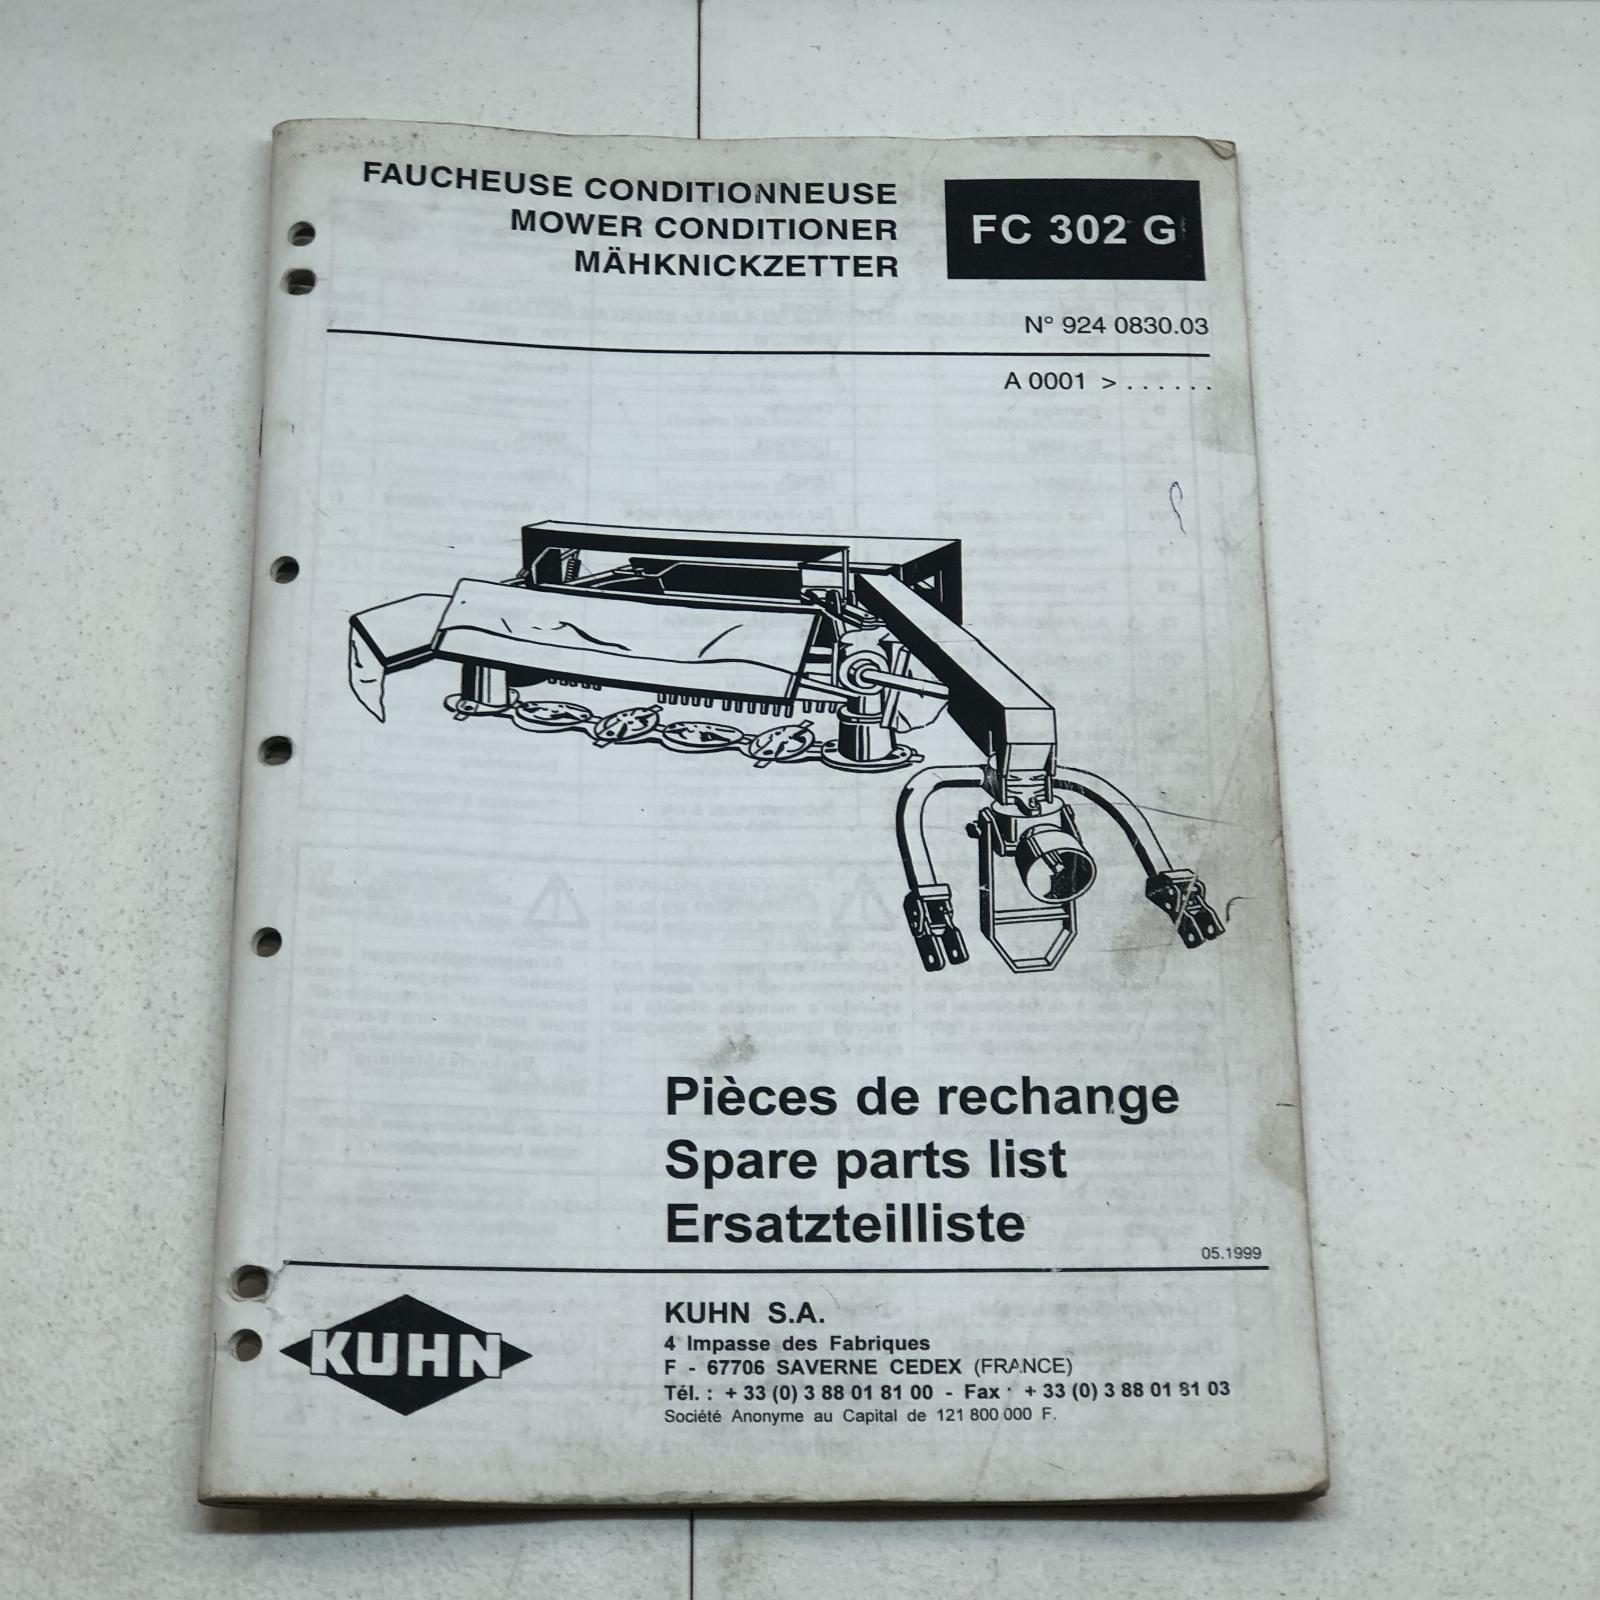 FAUCHEUSE CONDITIONNEUSE
MOWER CONDITIONER
MÄHKNICKZETTER
FC 302 G
N° 924 0830.03
A 0001 > . . . . . .
Pièces de rechange
Spare parts list
Ersatzteilliste
05.1999
KUHN
KUHN S.A.
4 Impasse des Fabriques
F - 67706 SAVERNE CEDEX (FRANCE)
Tél. : + 33 (0) 3 88 01 81 00 - Fax : + 33 (0) 3 88 01 81 03
Société Anonyme au Capital de 121 800 000 F.